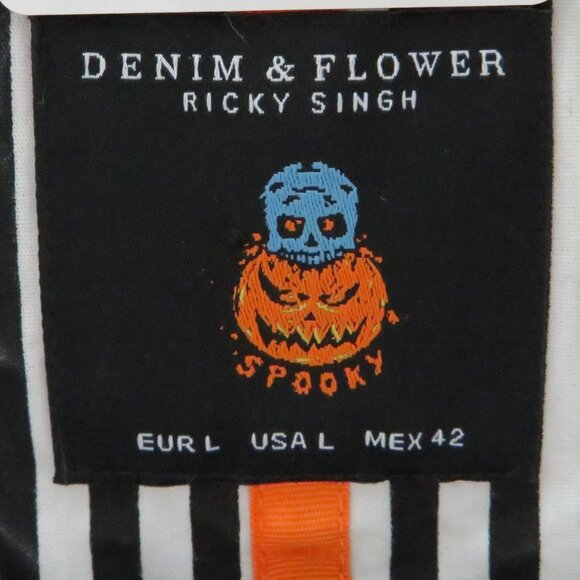 DENIM & FLOWER
RICKY SINGH
SPOOKY
EUR L USA L MEX 42